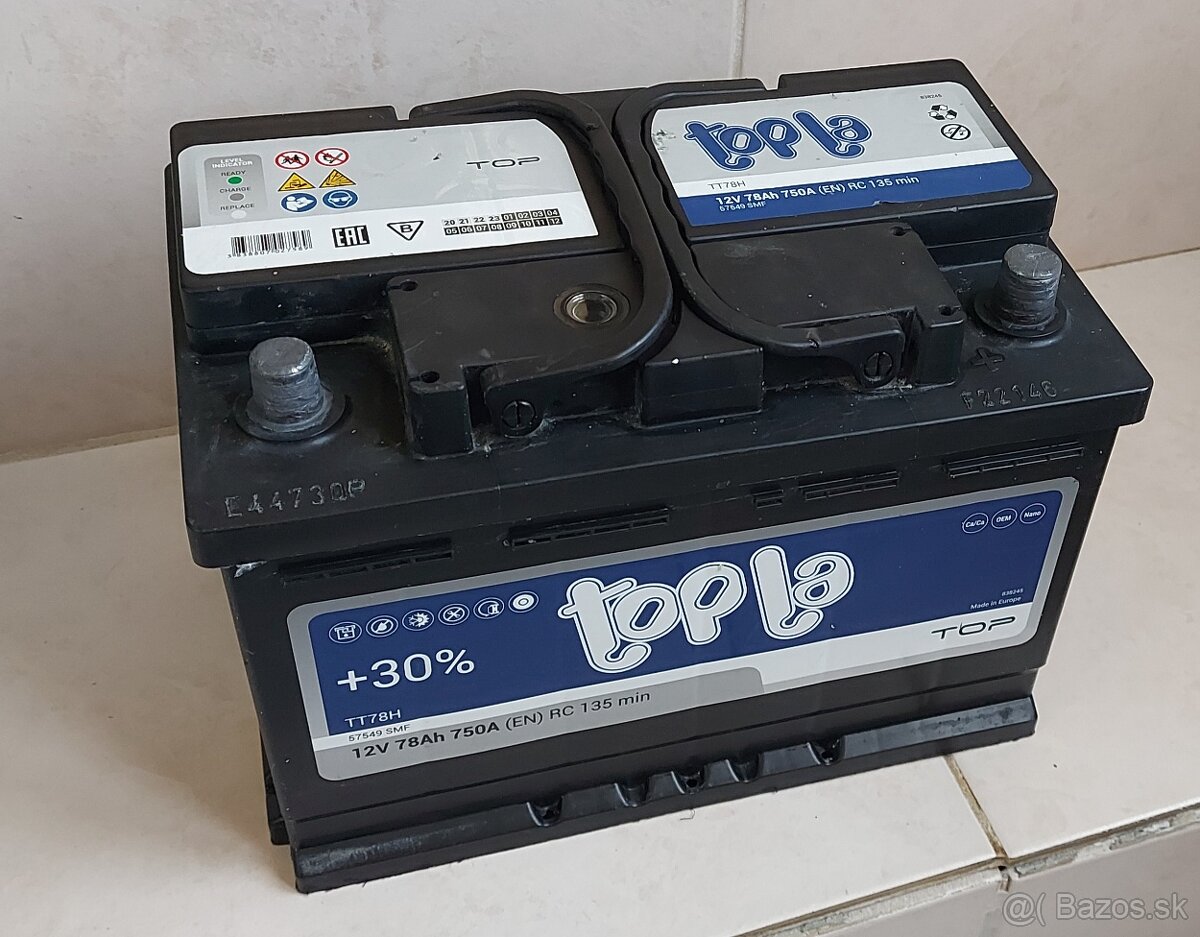 LEVEL
INDICATOR
READY
CHARGE
REPLACE
TOP
EAC
B
20 21 22 23 01 02 03 04
05 06 07 08 09 10 11 12
838245
topla
TT78H
12V 78Ah 750A (EN) RC 135 min
57549 SMF
+
F22146
E44730P
Ca/Ca OEM Nano
topla
838245
Made in Europe
TOP
+30%
TT78H
57549 SMF
12V 78Ah 750A (EN) RC 135 min
@( Bazos.sk